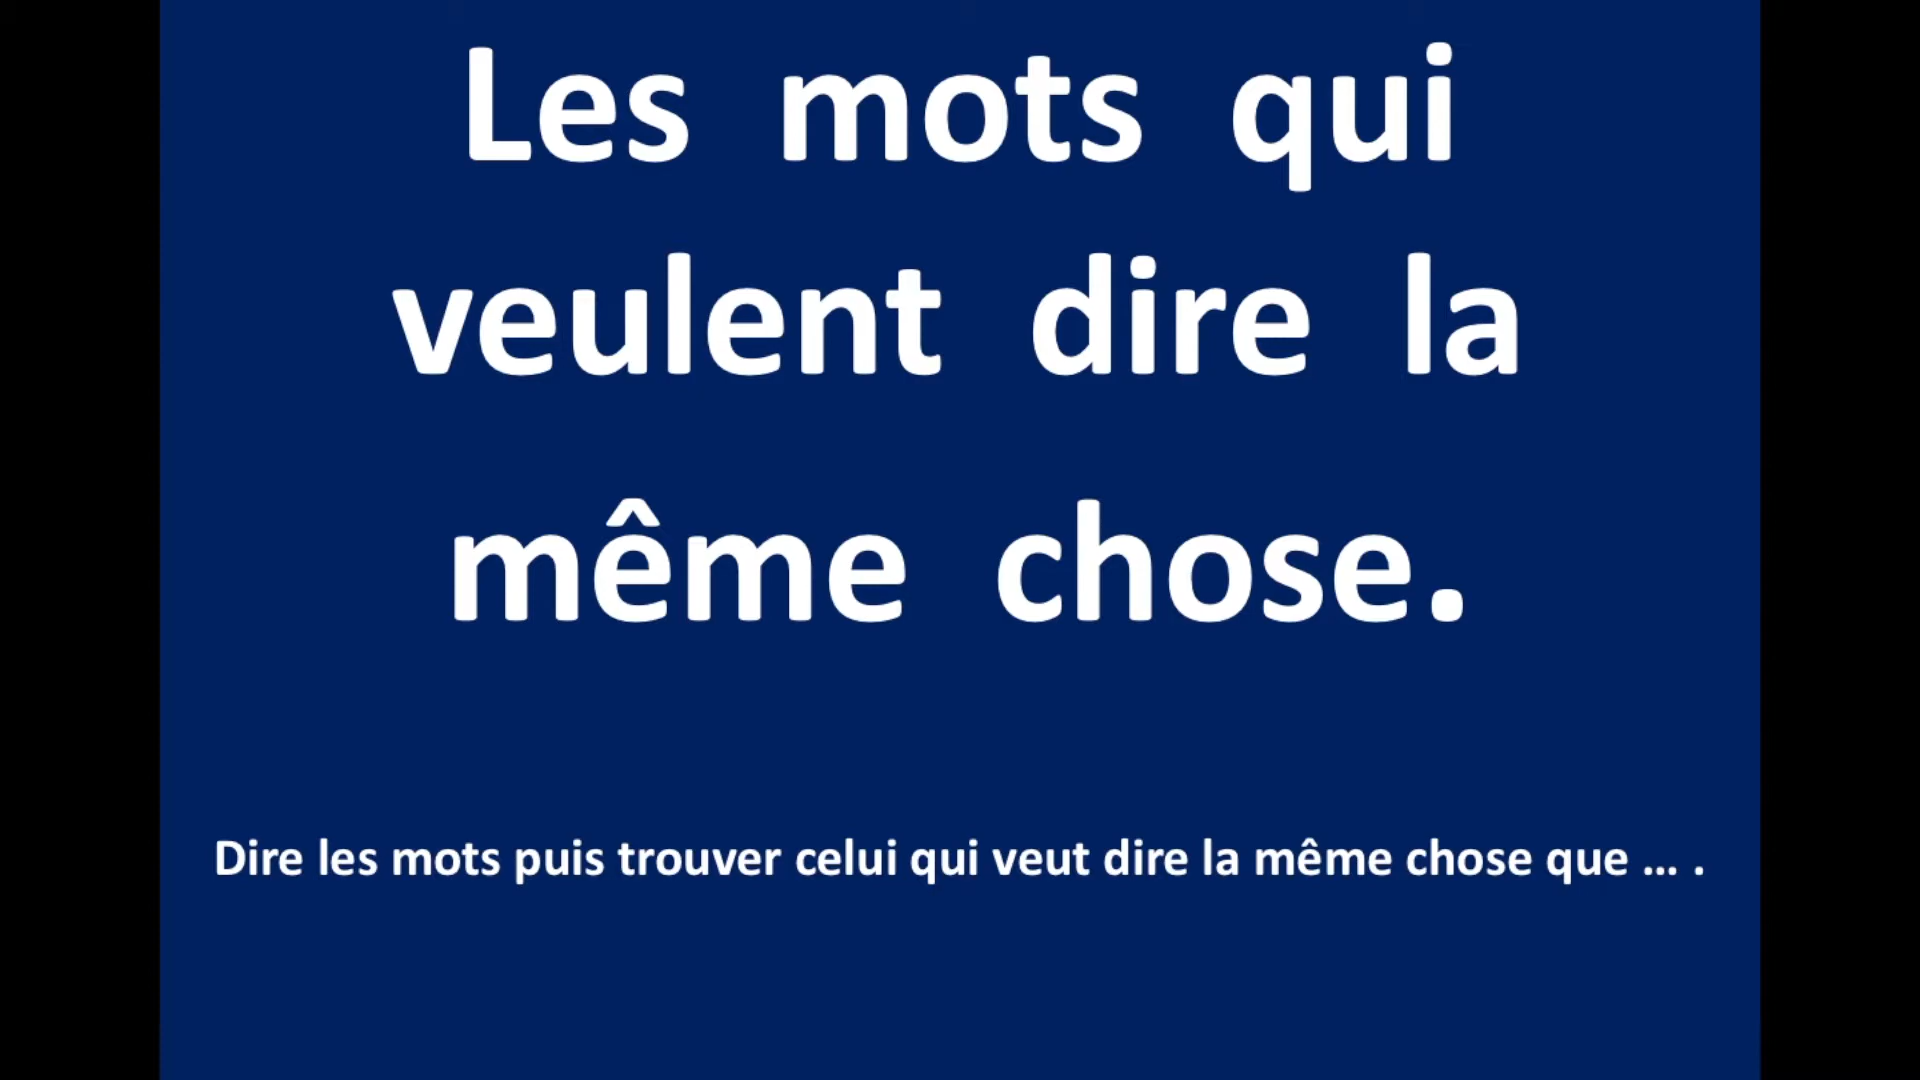 Les mots qui
veulent dire la
même chose.
Dire les mots puis trouver celui qui veut dire la même chose que ... .